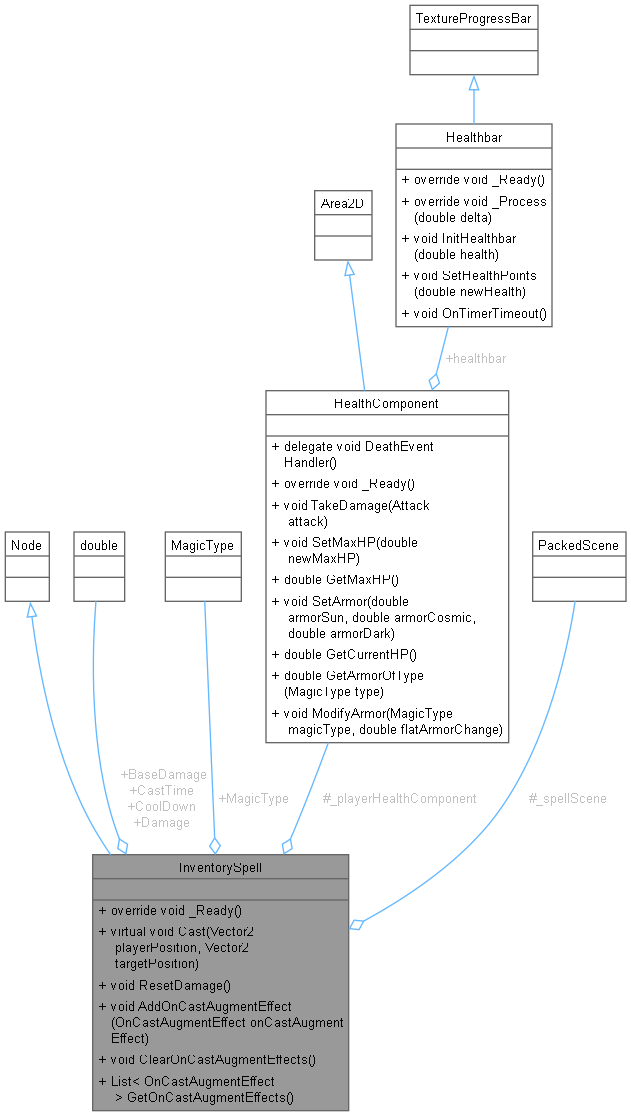 TextureProgressBar
Healthbar
+ override void _Ready()
+ override void _Process
(double delta)
+ void InitHealthbar
(double health)
+ void SetHealthPoints
(double newHealth)
+ void OnTimerTimeout()
Area2D
+healthbar
HealthComponent
+ delegate void DeathEvent
Handler()
+ override void _Ready()
+ void TakeDamage(Attack
attack)
+ void SetMaxHP(double
newMaxHP)
+ double GetMaxHP()
+ void SetArmor(double
armorSun, double armorCosmic,
double armorDark)
+ double GetCurrentHP()
+ double GetArmorOfType
(MagicType type)
+ void ModifyArmor(MagicType
magicType, double flatArmorChange)
Node
double
MagicType
PackedScene
+BaseDamage
+CastTime
+CoolDown
+Damage
+MagicType
#_playerHealthComponent
#_spellScene
InventorySpell
+ override void _Ready()
+ virtual void Cast(Vector2
playerPosition, Vector2
targetPosition)
+ void ResetDamage()
+ void AddOnCastAugmentEffect
(OnCastAugmentEffect onCastAugment
Effect)
+ void ClearOnCastAugmentEffects()
+ List< OnCastAugmentEffect
> GetOnCastAugmentEffects()